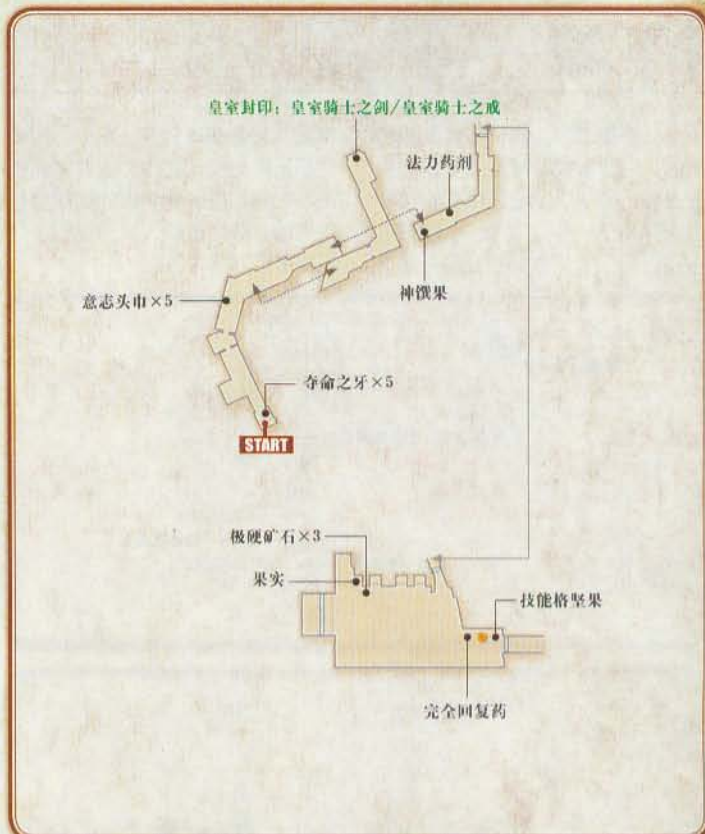 皇室封印：皇室骑士之剑/皇室骑士之戒
法力药剂
神馔果
意志头巾×5
夺命之牙×5
START
极硬矿石×3
果实
技能格坚果
完全回复药